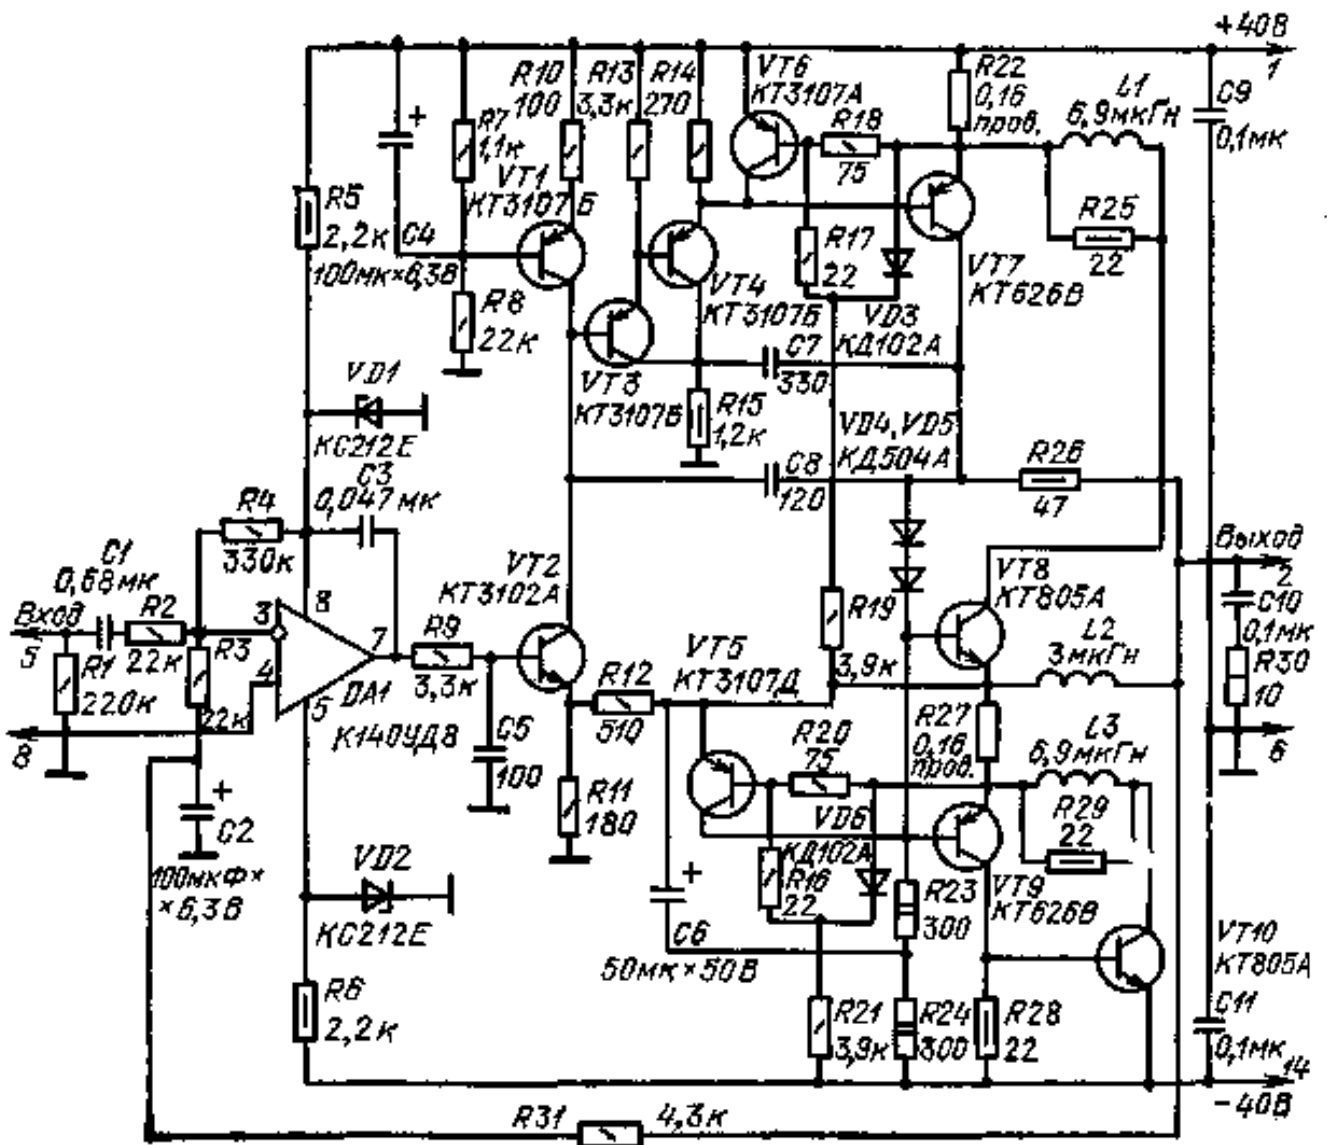 +40В
1
R10
100
R13
3,3к
R14
270
VT6
КТ3107А
R22
0,16
пров.
L1
6,9мкГн
C9
0,1мк
+
R7
1,1к
R18
75
VT1
КТ3107Б
R5
2,2к
C4
100мк×6,3В
R25
22
R17
22
VT7
КТ626В
R8
22к
VT4
КТ3107Б
VD3
КД102А
C7
330
VT3
КТ3107Б
VD1
КС212Е
R15
1,2к
VD4, VD5
КД504А
C3
0,047мк
C8
120
R26
47
R4
330к
C1
0,68мк
VT2
КТ3102А
Выход
2
VT8
КТ805А
C10
0,1мк
Вход
5
R2
22к
3
8
7
R9
3,3к
R19
3,9к
R3
22к
4
R1
220к
5
DA1
К140УД8
VT5
КТ3107Д
L2
3мкГн
R30
10
R12
510
8
C5
100
R20
75
R27
0,16
пров.
L3
6,9мкГн
6
+
C2
100мкФ×
×6,3В
R11
180
VD6
КД102А
R29
22
VD2
КС212Е
+
C6
50мк×50В
R16
22
R23
300
VT9
КТ626В
VT10
КТ805А
R6
2,2к
R21
3,9к
R24
300
R28
22
C11
0,1мк
14
-40В
R31
4,3к